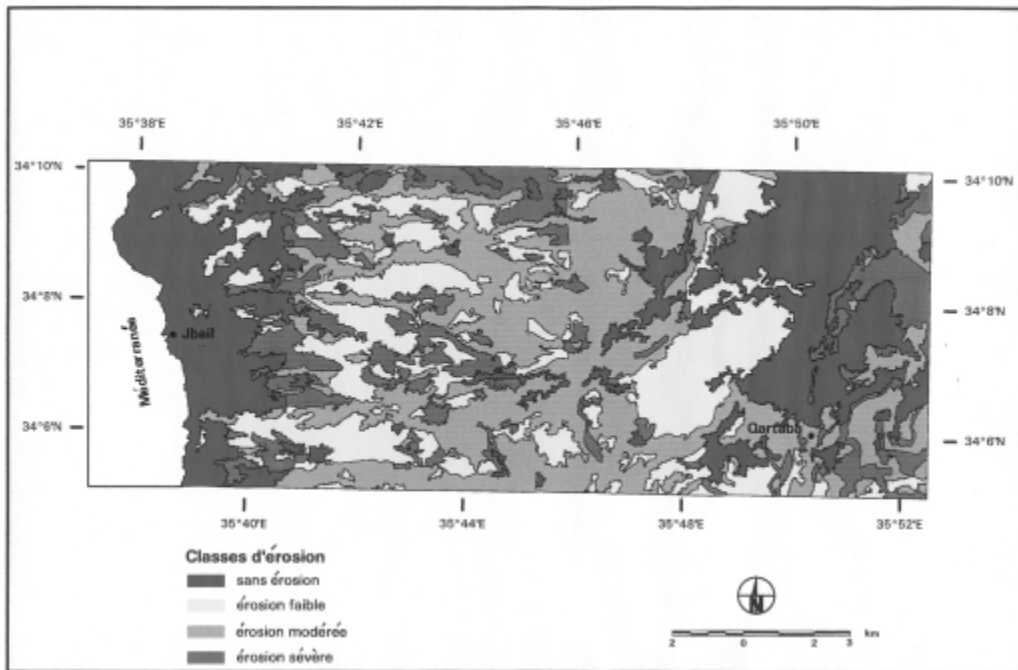 35°38'E 35°42'E 35°46'E 35°50'E
34°10'N 34°10'N
34°8'N 34°8'N
Jbail
Méditerranée
34°6'N Qartaba 34°6'N
35°40'E 35°44'E 35°48'E 35°52'E
Classes d'érosion
sans érosion
érosion faible
érosion modérée
érosion sévère
N
2 0 2 3 km